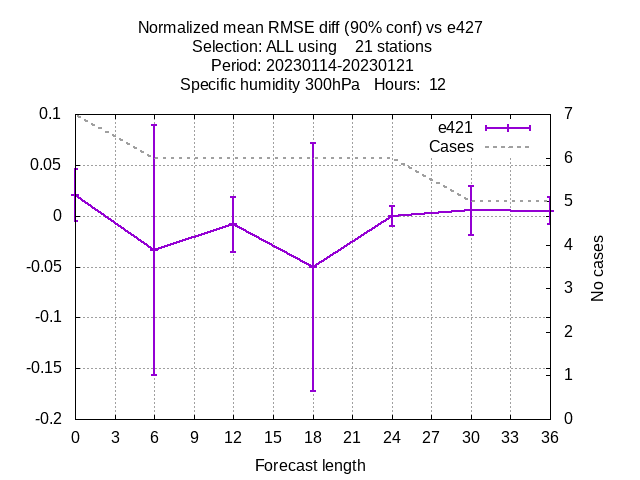 Normalized mean RMSE diff (90% conf) vs e427
Selection: ALL using    21 stations
Period: 20230114-20230121
Specific humidity 300hPa   Hours:  12
0.1
0.05
0
-0.05
-0.1
-0.15
-0.2
e421
Cases
7
6
5
4
3
2
1
0
No cases
0 3 6 9 12 15 18 21 24 27 30 33 36
Forecast length